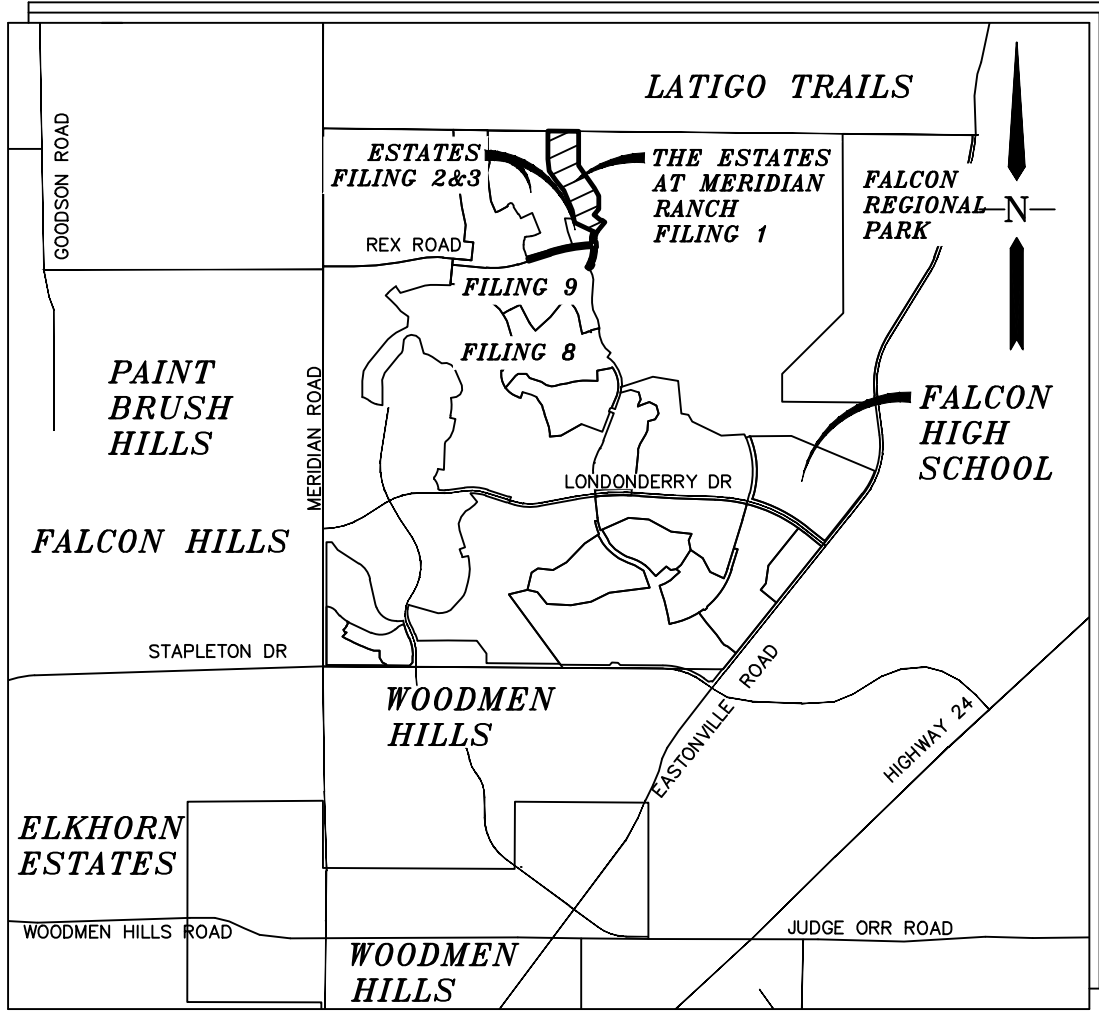 LATIGO TRAILS
GOODSON ROAD
ESTATES
FILING 2&3
THE ESTATES
AT MERIDIAN
RANCH
FILING 1
FALCON
REGIONAL
PARK
N
REX ROAD
FILING 9
FILING 8
PAINT
BRUSH
HILLS
MERIDIAN ROAD
FALCON
HIGH
SCHOOL
LONDONDERRY DR
FALCON HILLS
STAPLETON DR
WOODMEN
HILLS
EASTONVILLE ROAD
HIGHWAY 24
ELKHORN
ESTATES
WOODMEN HILLS ROAD
JUDGE ORR ROAD
WOODMEN
HILLS